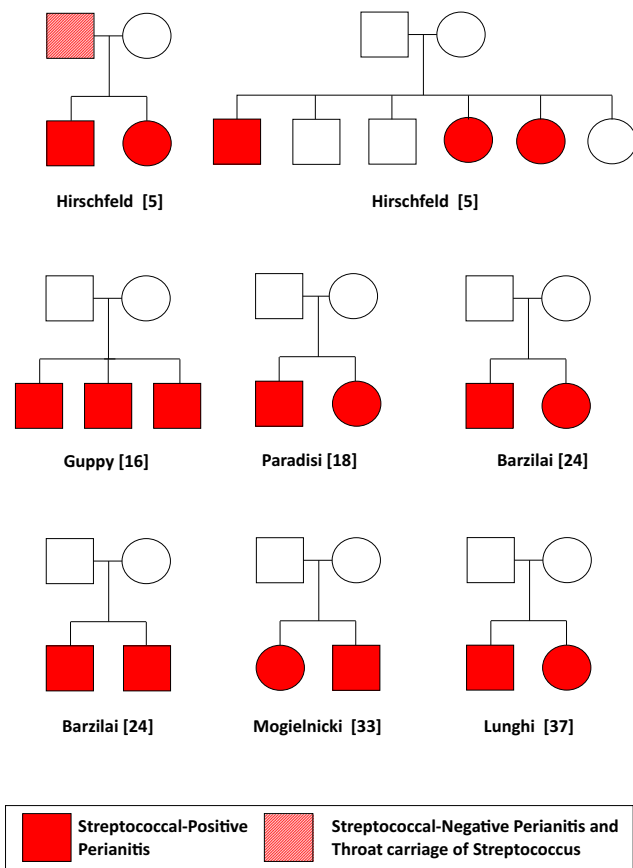 Hirschfeld [5]
Hirschfeld [5]
Guppy [16]
Paradisi [18]
Barzilai [24]
Barzilai [24]
Mogielnicki [33]
Lunghi [37]
Streptococcal-Positive
Perianitis
Streptococcal-Negative Perianitis and
Throat carriage of Streptococcus